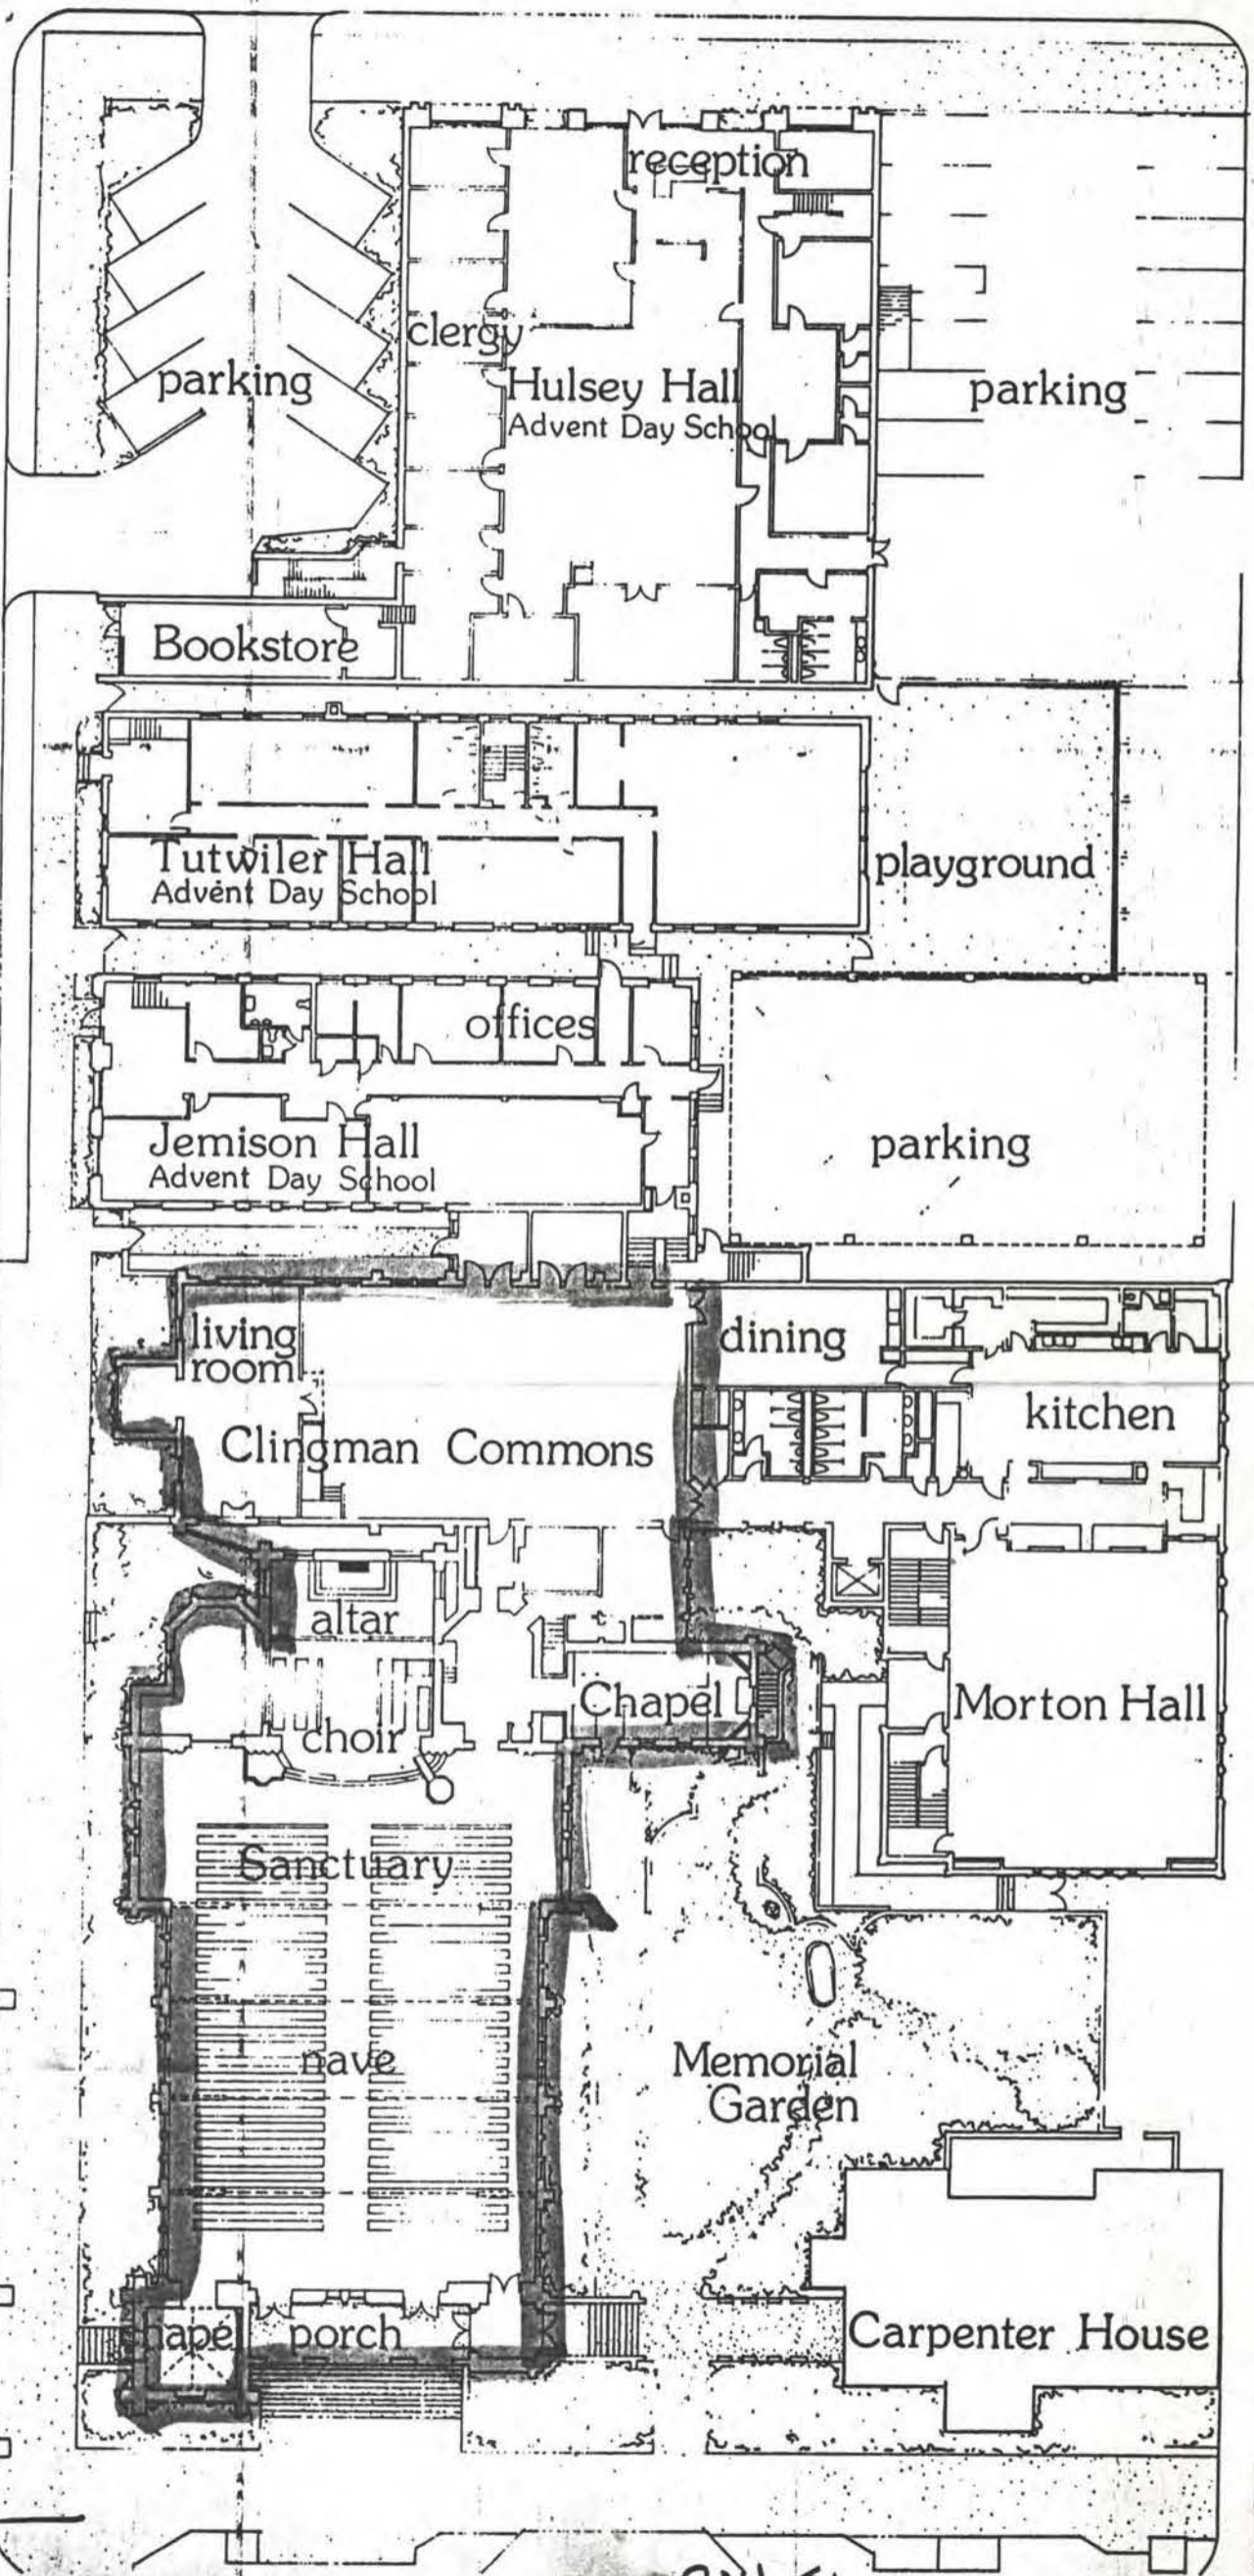 reception
clergy
parking
Hulsey Hall
Advent Day School
parking
Bookstore
Tutwiler Hall
Advent Day School
playground
offices
Jemison Hall
Advent Day School
parking
living
room
dining
kitchen
Clingman Commons
altar
Chapel
Morton Hall
choir
Sanctuary
nave
Memorial
Garden
chapel
porch
Carpenter House